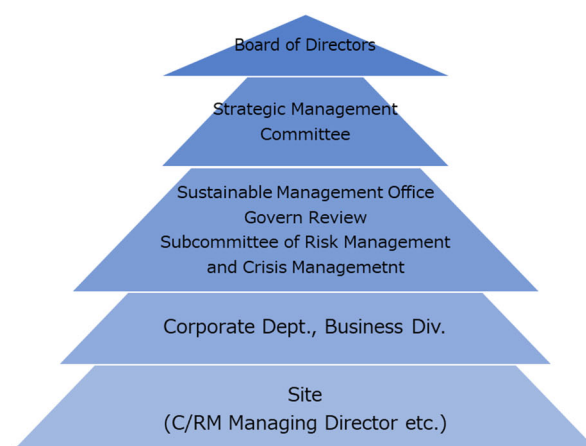 Board of Directors
Strategic Management
Committee
Sustainable Management Office
Govern Review
Subcommittee of Risk Management
and Crisis Managemetnt
Corporate Dept., Business Div.
Site
(C/RM Managing Director etc.)